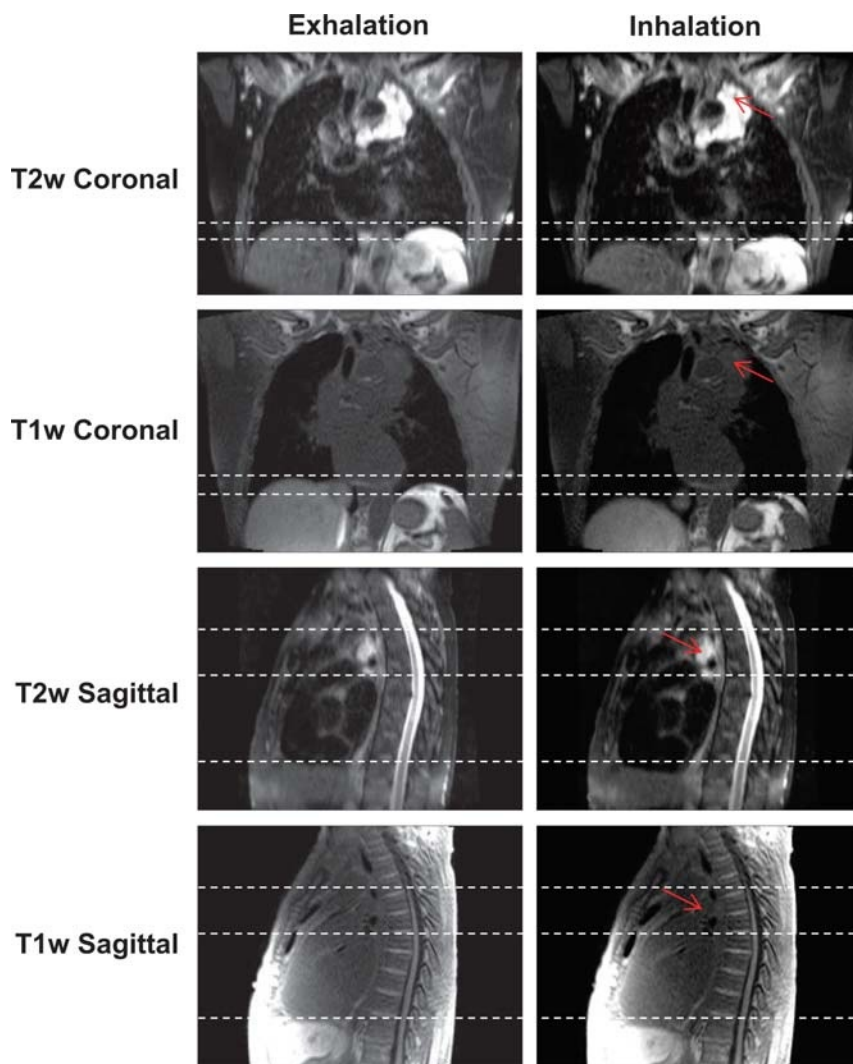 Exhalation Inhalation
T2w Coronal
T1w Coronal
T2w Sagittal
T1w Sagittal